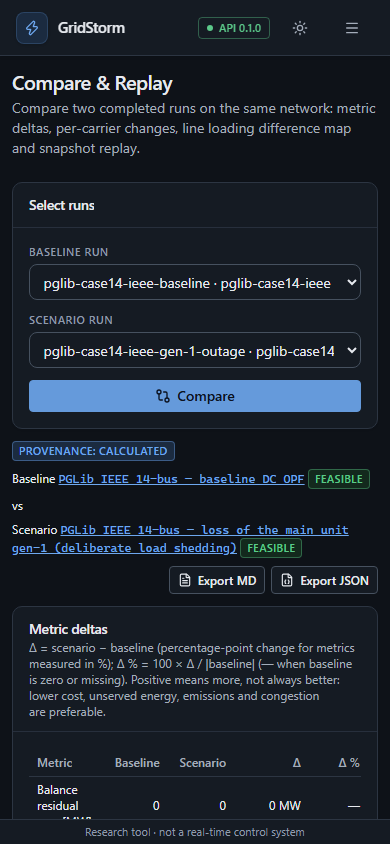 GridStorm
API 0.1.0
Compare & Replay
Compare two completed runs on the same network: metric
deltas, per-carrier changes, line loading difference map
and snapshot replay.
Select runs
BASELINE RUN
pglib-case14-ieee-baseline · pglib-case14-ieee
SCENARIO RUN
pglib-case14-ieee-gen-1-outage · pglib-case14
Compare
PROVENANCE: CALCULATED
Baseline PGLib IEEE 14-bus — baseline DC OPF FEASIBLE
vs
Scenario PGLib IEEE 14-bus — loss of the main unit
gen-1 (deliberate load shedding) FEASIBLE
Export MD Export JSON
Metric deltas
Δ = scenario − baseline (percentage-point change for metrics
measured in %); Δ % = 100 × Δ / |baseline| (— when baseline
is zero or missing). Positive means more, not always better:
lower cost, unserved energy, emissions and congestion
are preferable.
Metric Baseline Scenario Δ Δ %
Balance
residual 0 0 0 MW —
Research tool · not a real-time control system